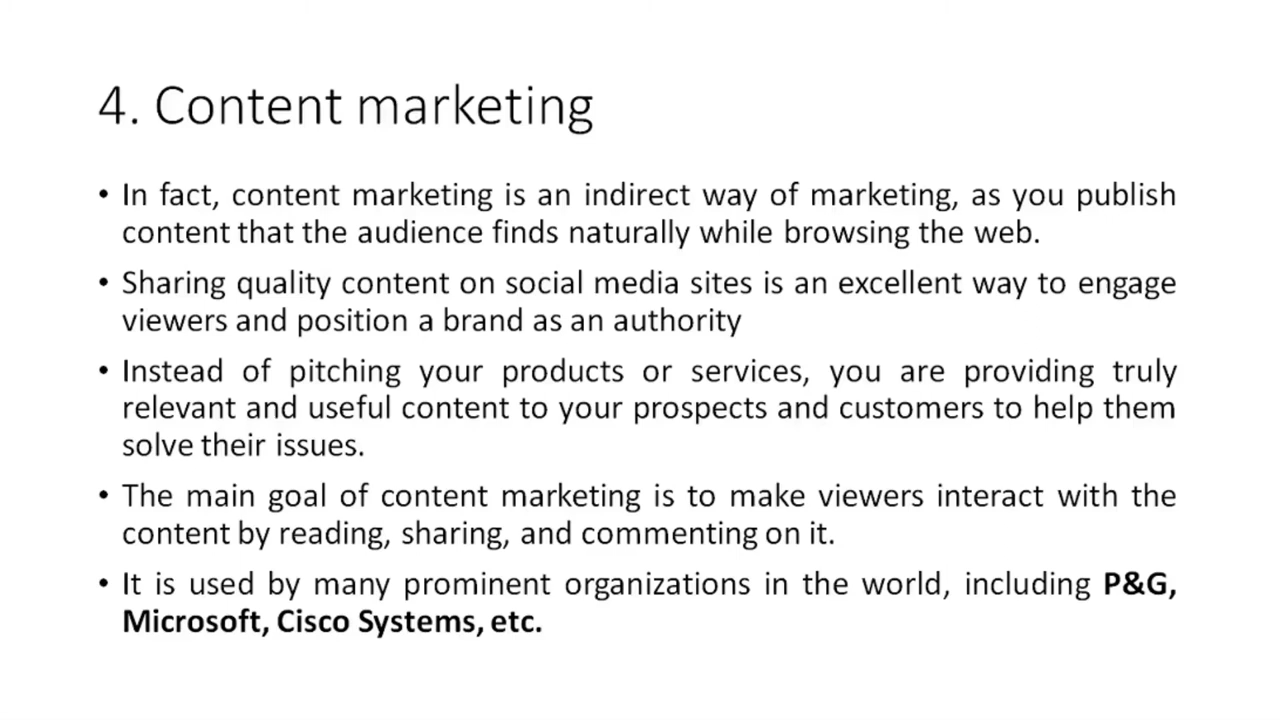 4. Content marketing
• In fact, content marketing is an indirect way of marketing, as you publish
content that the audience finds naturally while browsing the web.
• Sharing quality content on social media sites is an excellent way to engage
viewers and position a brand as an authority
• Instead of pitching your products or services, you are providing truly
relevant and useful content to your prospects and customers to help them
solve their issues.
• The main goal of content marketing is to make viewers interact with the
content by reading, sharing, and commenting on it.
• It is used by many prominent organizations in the world, including P&G,
Microsoft, Cisco Systems, etc.